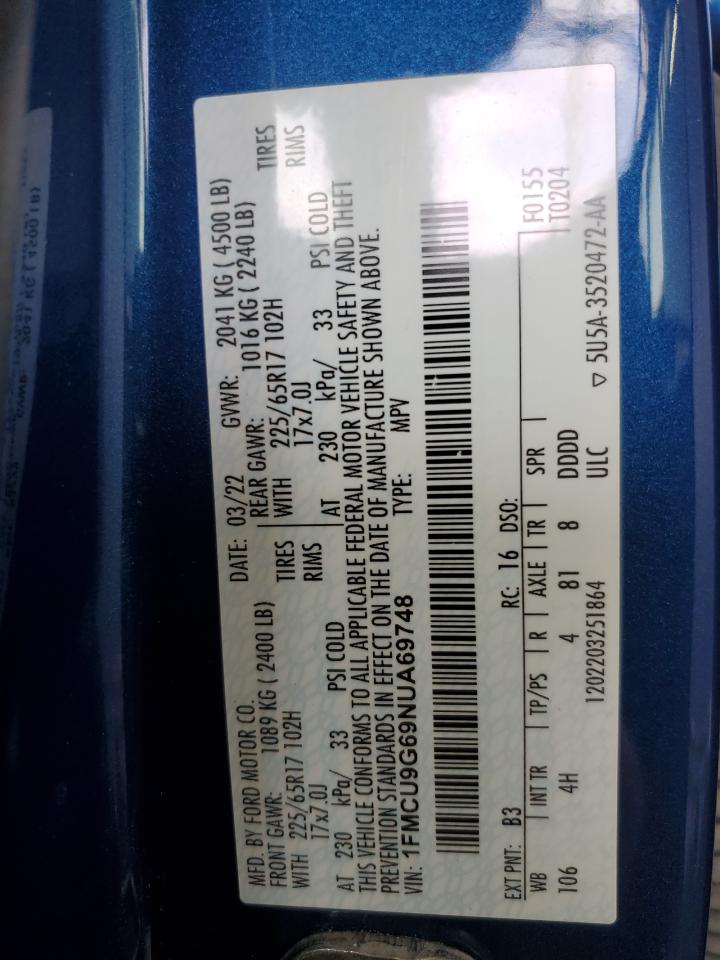 MFD. BY FORD MOTOR CO.
DATE: 03/22 GVWR: 2041 KG ( 4500 LB)
FRONT GAWR: 1089 KG ( 2400 LB) REAR GAWR: 1016 KG ( 2240 LB)
WITH 225/65R17 102H TIRES WITH 225/65R17 102H TIRES
17x7.0J RIMS 17x7.0J RIMS
AT 230 kPa/ 33 PSI COLD AT 230 kPa/ 33 PSI COLD
THIS VEHICLE CONFORMS TO ALL APPLICABLE FEDERAL MOTOR VEHICLE SAFETY AND THEFT
PREVENTION STANDARDS IN EFFECT ON THE DATE OF MANUFACTURE SHOWN ABOVE.
VIN: 1FMCU9G69NUA69748 TYPE: MPV
EXT PNT: B3 RC: 16 DSO:
WB INT TR TP/PS R AXLE TR SPR F0155
106 4H 4 81 8 DDDD T0204
1202203251864 ULC ▽ 5U5A-3520472-AA